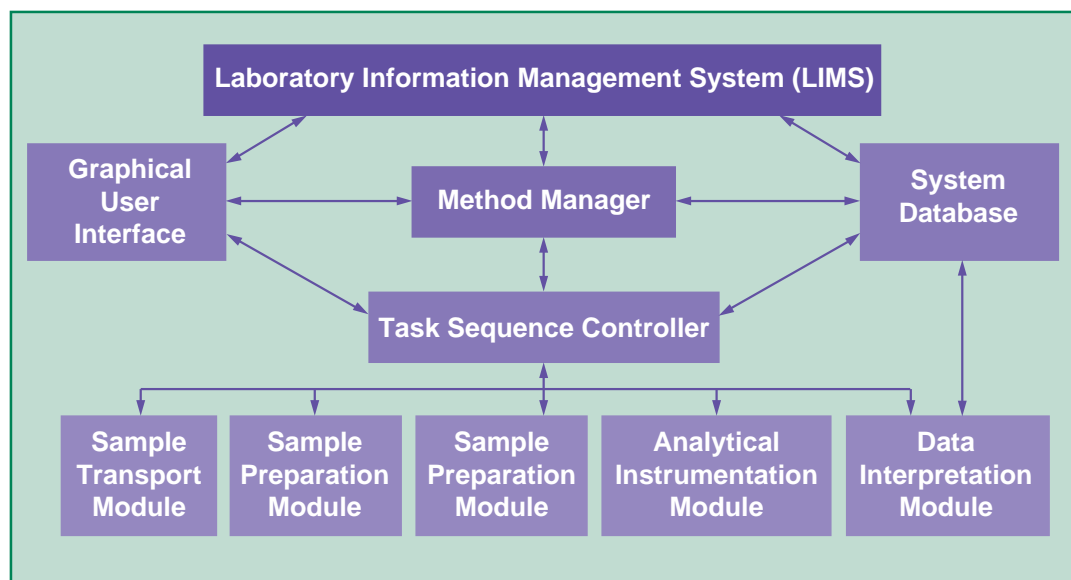 Laboratory Information Management System (LIMS)
Graphical
User
Interface
Method Manager
System
Database
Task Sequence Controller
Sample
Transport
Module
Sample
Preparation
Module
Sample
Preparation
Module
Analytical
Instrumentation
Module
Data
Interpretation
Module